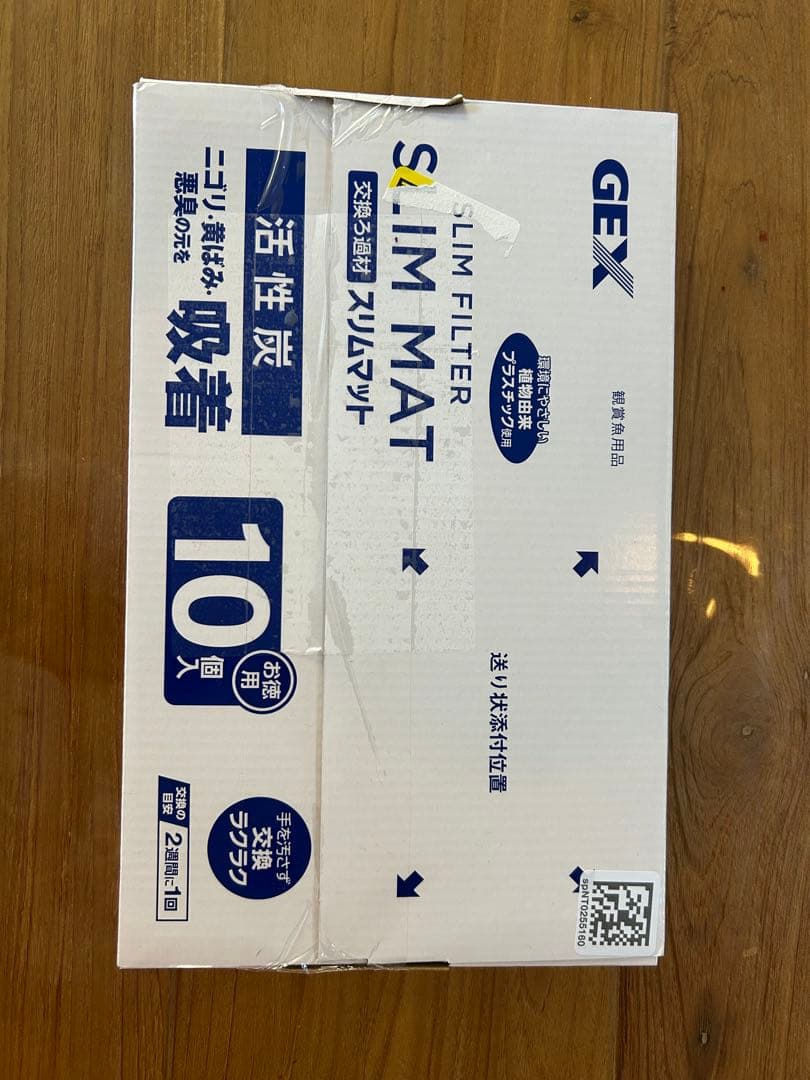 GEX
観賞魚用品
環境にやさしい
植物由来
プラスチック使用
SLIM FILTER
SLIM MAT
交換ろ過材 スリムマット
送り状添付位置
活性炭
ニゴリ・黄ばみ・
悪臭の元を
吸着
10
個入
お徳
用
手を汚さず
交換
ラクラク
交換の
目安
2週間に1回
spNT0255160